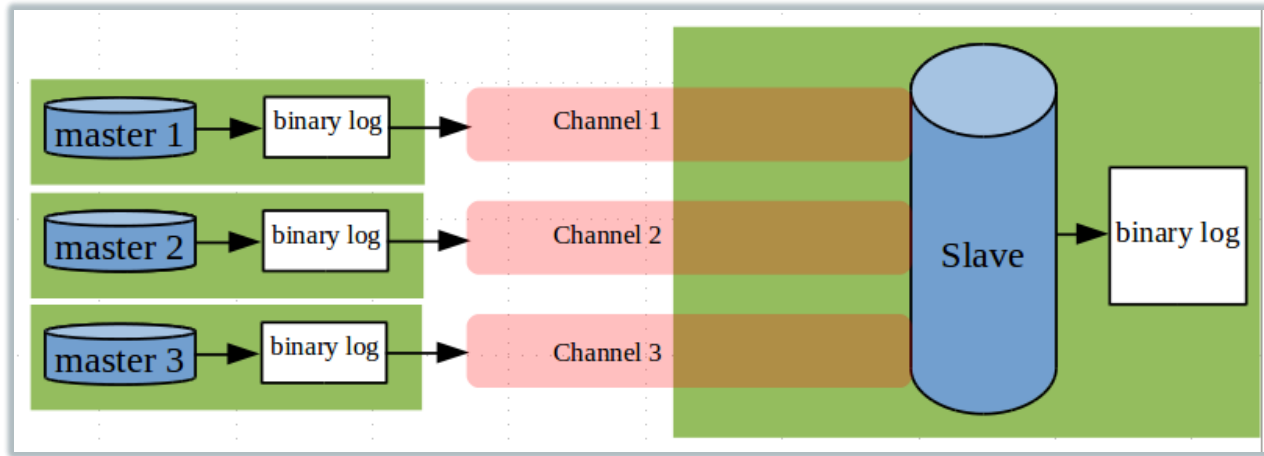 master 1
binary log
Channel 1
master 2
binary log
Channel 2
master 3
binary log
Channel 3
Slave
binary log